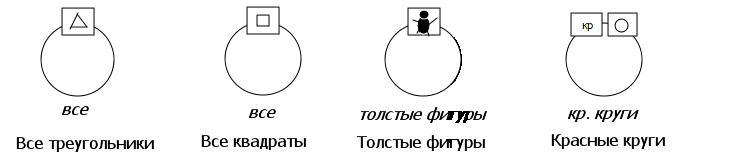 кр
все
все
толстые фигуры
кр. круги
Все треугольники
Все квадраты
Толстые фигуры
Красные круги